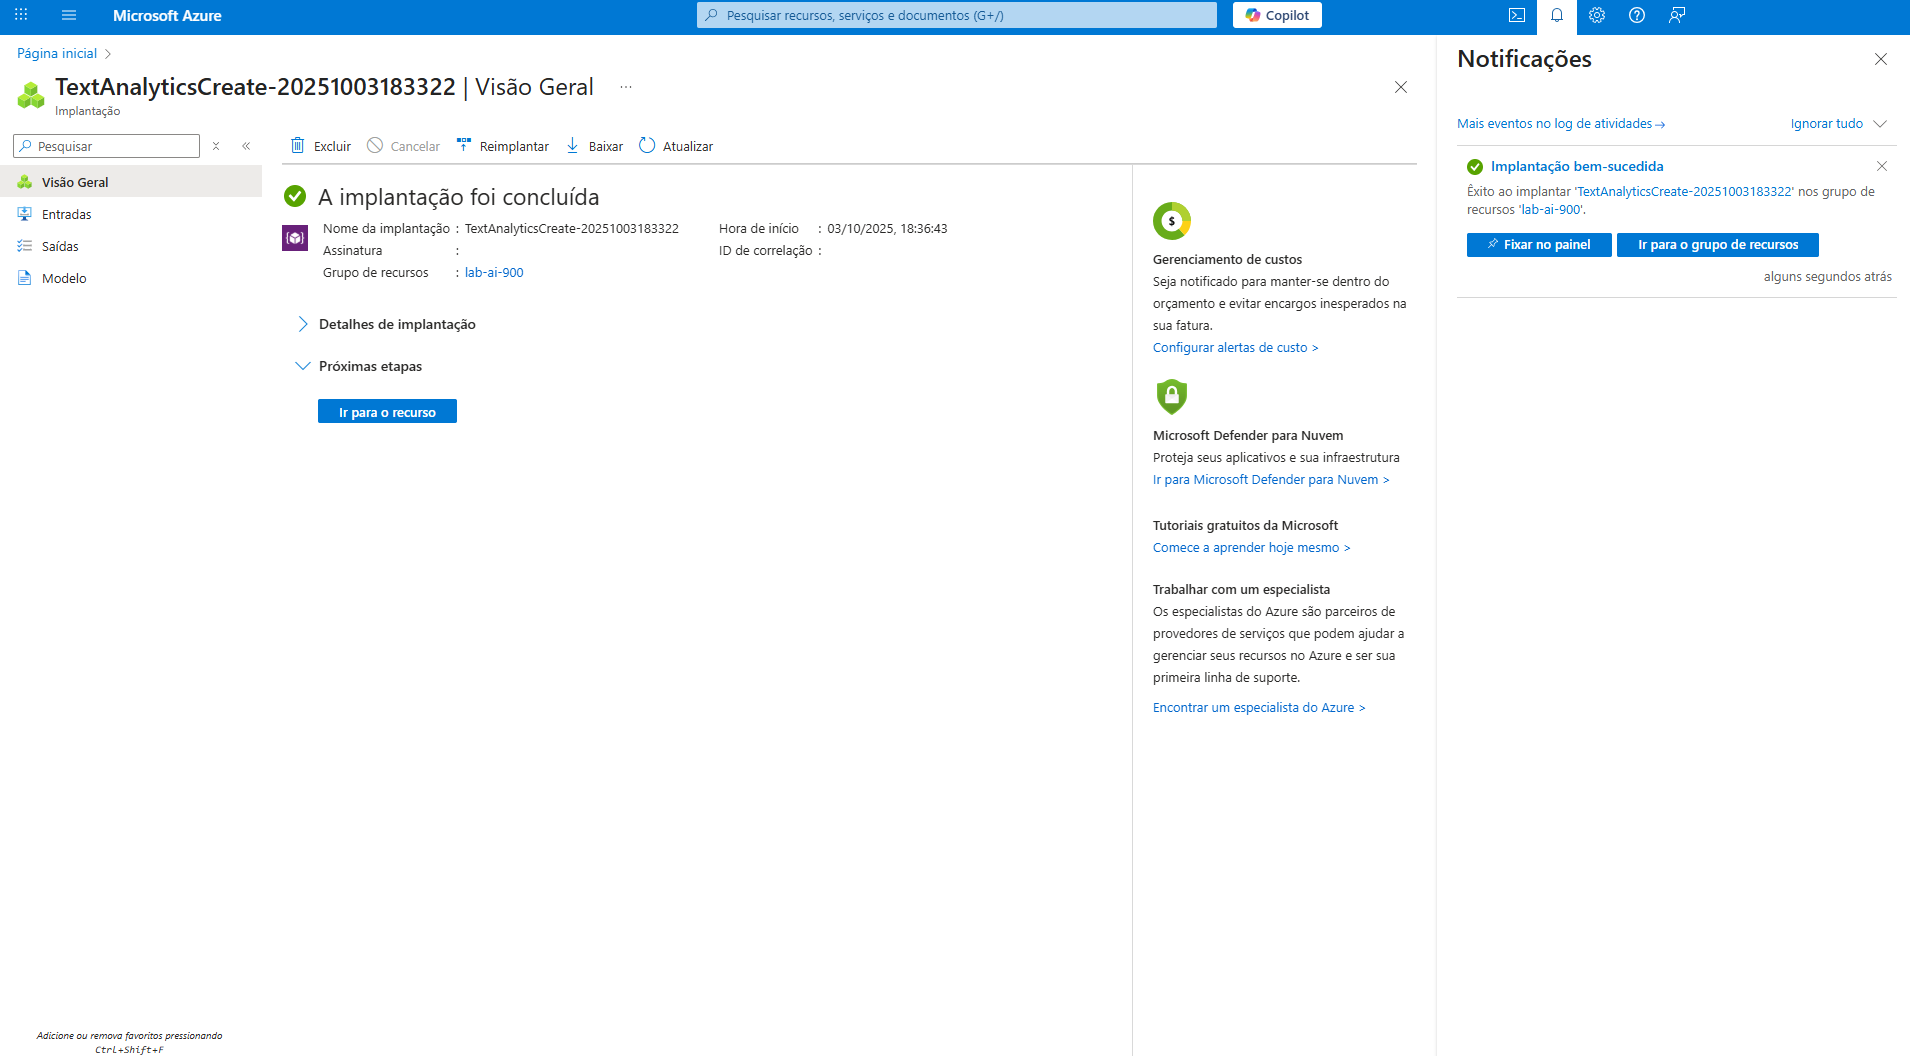 Microsoft Azure
Pesquisar recursos, serviços e documentos (G+/)
Copilot
Página inicial
TextAnalyticsCreate-20251003183322 | Visão Geral ...
Implantação
Pesquisar
Visão Geral
Entradas
Saídas
Modelo
Adicione ou remova favoritos pressionando
Ctrl+Shift+F
Excluir
Cancelar
Reimplantar
Baixar
Atualizar
A implantação foi concluída
Nome da implantação : TextAnalyticsCreate-20251003183322
Assinatura :
Grupo de recursos : lab-ai-900
Hora de início : 03/10/2025, 18:36:43
ID de correlação :
Detalhes de implantação
Próximas etapas
Ir para o recurso
Gerenciamento de custos
Seja notificado para manter-se dentro do
orçamento e evitar encargos inesperados na
sua fatura.
Configurar alertas de custo >
Microsoft Defender para Nuvem
Proteja seus aplicativos e sua infraestrutura
Ir para Microsoft Defender para Nuvem >
Tutoriais gratuitos da Microsoft
Comece a aprender hoje mesmo >
Trabalhar com um especialista
Os especialistas do Azure são parceiros de
provedores de serviços que podem ajudar a
gerenciar seus recursos no Azure e ser sua
primeira linha de suporte.
Encontrar um especialista do Azure >
Notificações
Mais eventos no log de atividades →
Ignorar tudo
Implantação bem-sucedida
Êxito ao implantar 'TextAnalyticsCreate-20251003183322' nos grupo de
recursos 'lab-ai-900'.
Fixar no painel
Ir para o grupo de recursos
alguns segundos atrás